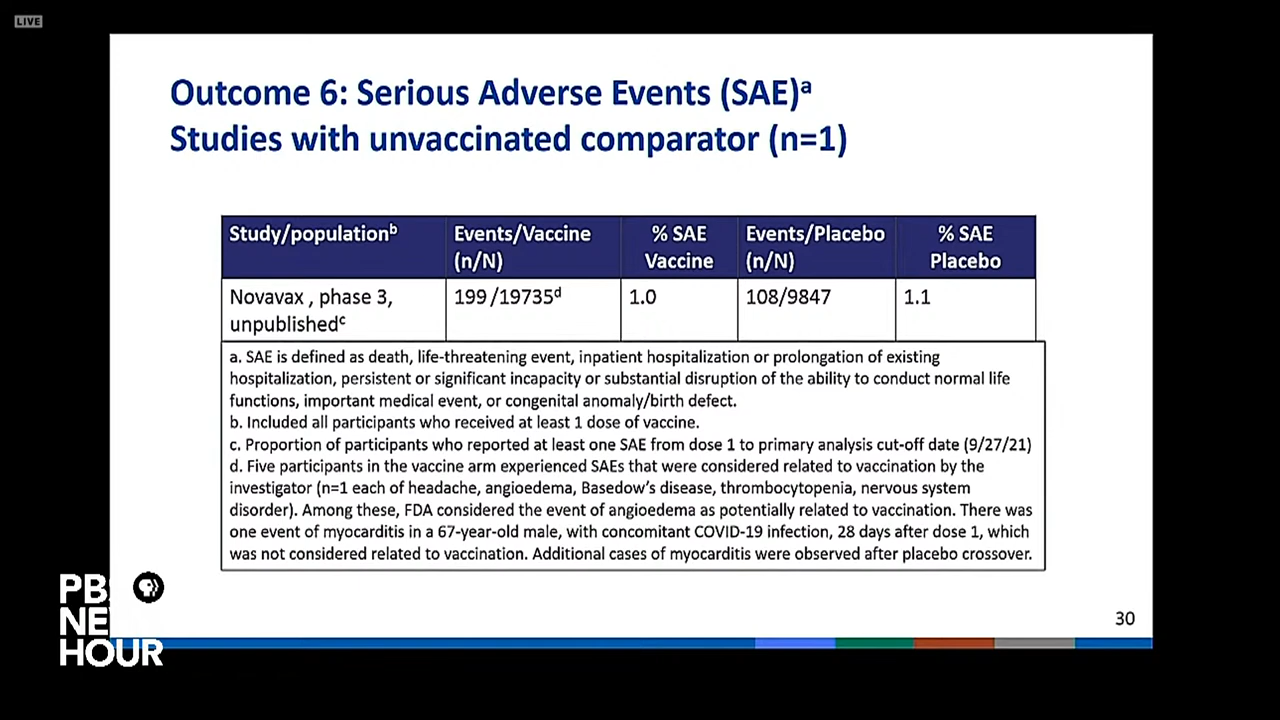 LIVE
Outcome 6: Serious Adverse Events (SAE)a
Studies with unvaccinated comparator (n=1)
Study/populationb Events/Vaccine (n/N) % SAE Vaccine Events/Placebo (n/N) % SAE Placebo
Novavax , phase 3, unpublishedc 199 /19735d 1.0 108/9847 1.1
a. SAE is defined as death, life-threatening event, inpatient hospitalization or prolongation of existing
hospitalization, persistent or significant incapacity or substantial disruption of the ability to conduct normal life
functions, important medical event, or congenital anomaly/birth defect.
b. Included all participants who received at least 1 dose of vaccine.
c. Proportion of participants who reported at least one SAE from dose 1 to primary analysis cut-off date (9/27/21)
d. Five participants in the vaccine arm experienced SAEs that were considered related to vaccination by the
investigator (n=1 each of headache, angioedema, Basedow's disease, thrombocytopenia, nervous system
disorder). Among these, FDA considered the event of angioedema as potentially related to vaccination. There was
one event of myocarditis in a 67-year-old male, with concomitant COVID-19 infection, 28 days after dose 1, which
was not considered related to vaccination. Additional cases of myocarditis were observed after placebo crossover.
30
PB
NE
HOUR